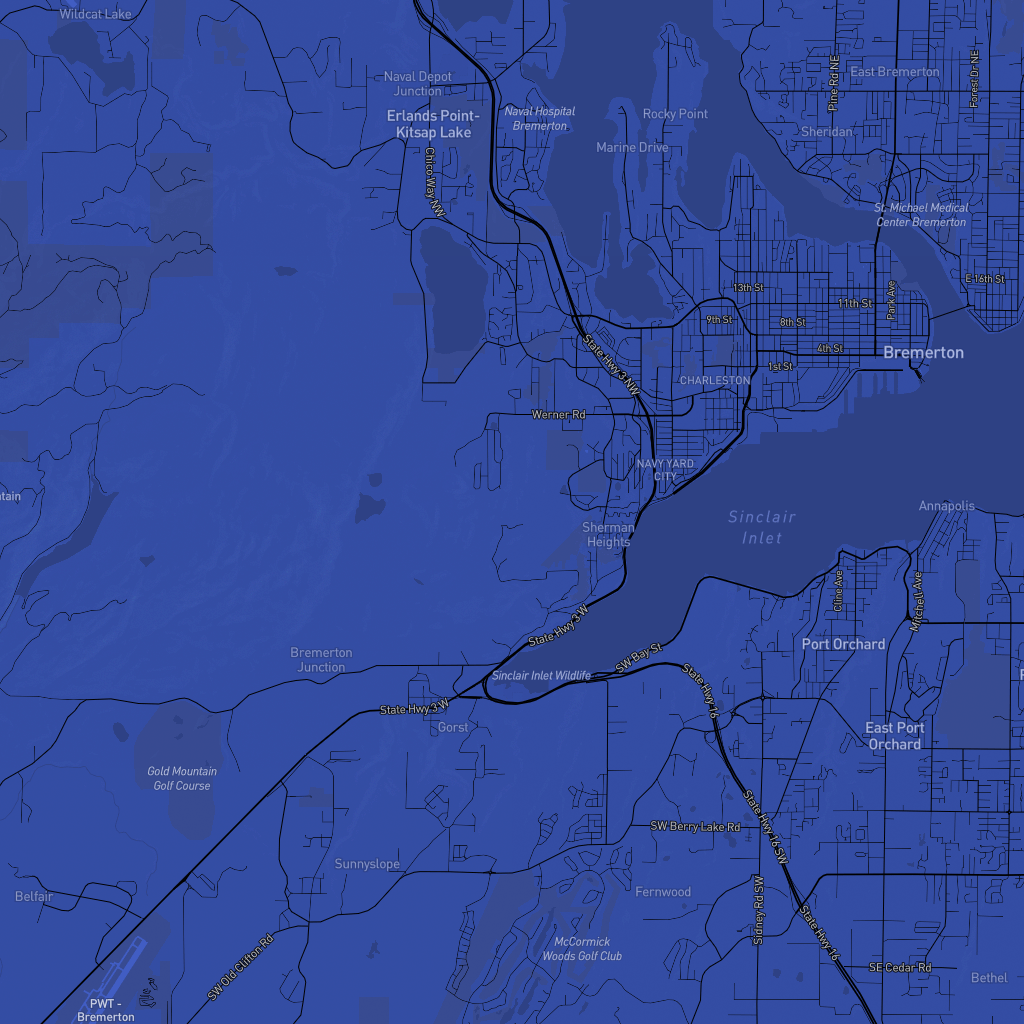 Wildcat Lake
Naval Depot
Junction
East Bremerton
Pine Rd NE
Forest Dr NE
Naval Hospital
Bremerton
Rocky Point
Erlands Point-
Kitsap Lake
Sheridan
Marine Drive
Chico Way NW
St. Michael Medical
Center Bremerton
E 16th St
13th St
Park Ave
11th St
9th St
8th St
4th St
Bremerton
State Hwy 3 NW
1st St
CHARLESTON
Werner Rd
NAVY YARD
CITY
ntain
Annapolis
Sinclair
Inlet
Sherman
Heights
Cline Ave
Mitchell Ave
State Hwy 3 W
Port Orchard
Bremerton
Junction
SW Bay St
Sinclair Inlet Wildlife
State Hwy 16
State Hwy 3 W
Gorst
East Port
Orchard
Gold Mountain
Golf Course
State Hwy 16 SW
SW Berry Lake Rd
Sunnyslope
Fernwood
Belfair
Sidney Rd SW
State Hwy 16
McCormick
Woods Golf Club
SW Old Clifton Rd
SE Cedar Rd
Bethel
PWT -
Bremerton